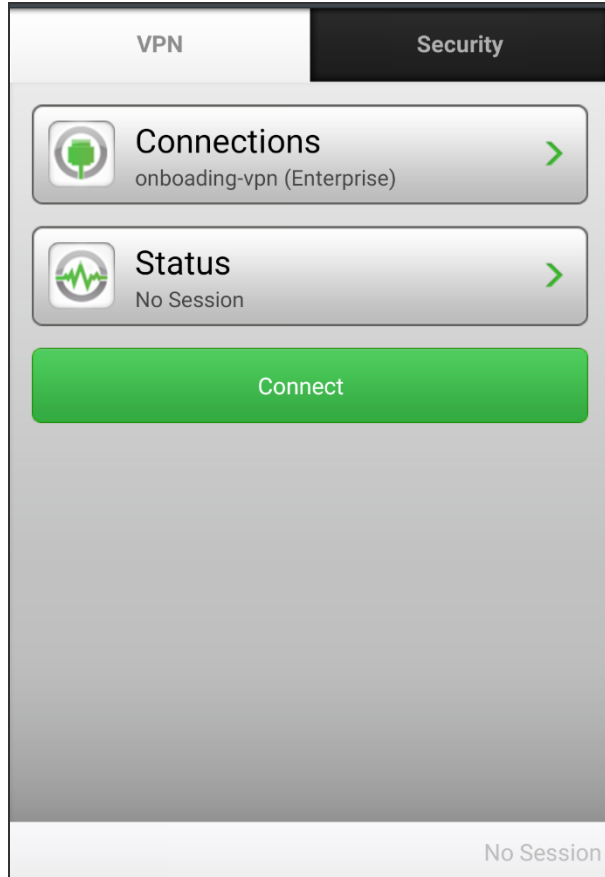 VPN
Security
Connections
onboading-vpn (Enterprise)
Status
No Session
Connect
No Session